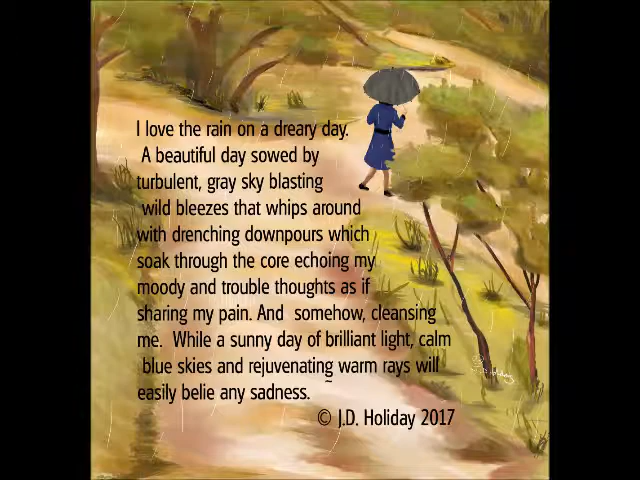 I love the rain on a dreary day.
A beautiful day sowed by
turbulent, gray sky blasting
wild bleezes that whips around
with drenching downpours which
soak through the core echoing my
moody and trouble thoughts as if
sharing my pain. And somehow, cleansing
me. While a sunny day of brilliant light, calm
blue skies and rejuvenating warm rays will
easily belie any sadness. ~
© J.D. Holiday 2017